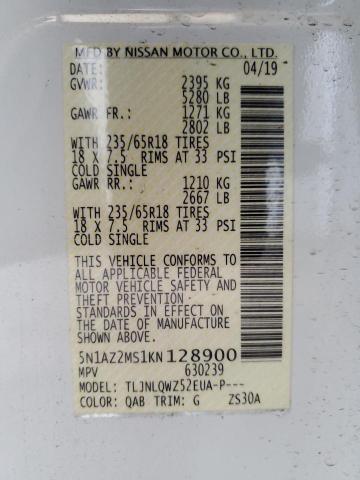 MFD BY NISSAN MOTOR CO., LTD.
DATE: 04/19
GVWR: 2395 KG
5280 LB
GAWR FR.: 1271 KG
2802 LB
WITH 235/65R18 TIRES
18 X 7.5 RIMS AT 33 PSI
COLD SINGLE
GAWR RR.: 1210 KG
2667 LB
WITH 235/65R18 TIRES
18 X 7.5 RIMS AT 33 PSI
COLD SINGLE
THIS VEHICLE CONFORMS TO
ALL APPLICABLE FEDERAL
MOTOR VEHICLE SAFETY AND
THEFT PREVENTION
STANDARDS IN EFFECT ON
THE DATE OF MANUFACTURE
SHOWN ABOVE.
5N1AZ2MS1KN128900
MPV 630239
MODEL: TLJNLQWZ52EUA-P---
COLOR: QAB TRIM: G ZS30A